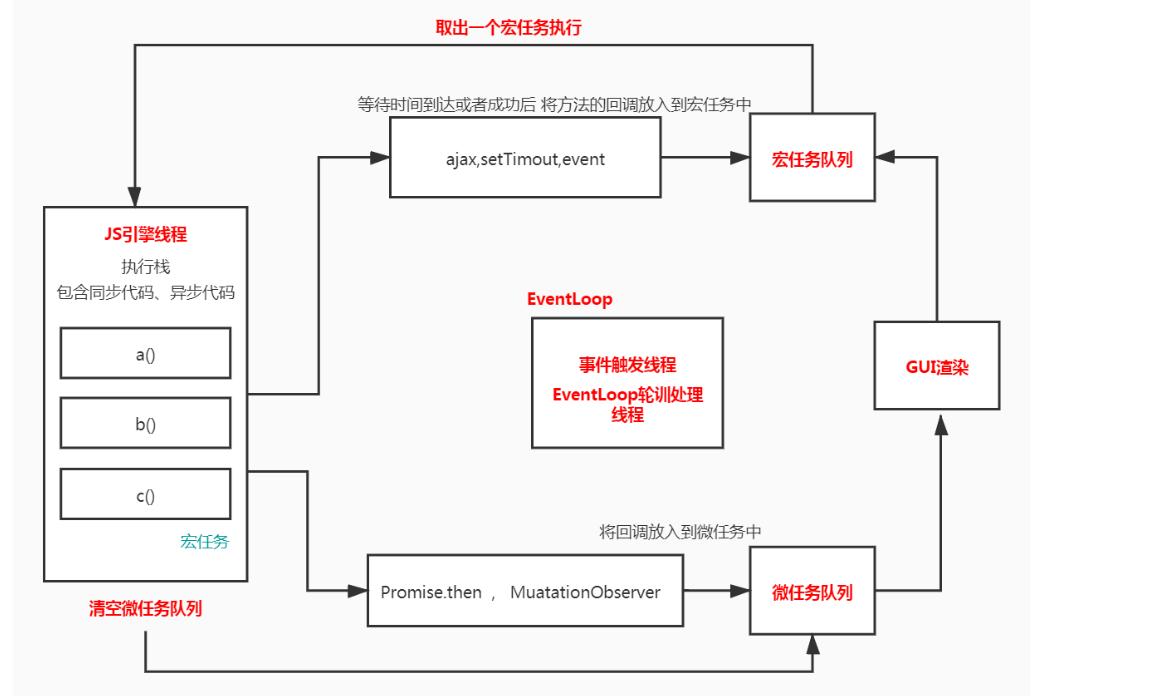 取出一个宏任务执行
等待时间到达或者成功后 将方法的回调放入到宏任务中
ajax,setTimout,event
宏任务队列
JS引擎线程
执行栈
包含同步代码、异步代码
a()
b()
c()
宏任务
清空微任务队列
EventLoop
事件触发线程
EventLoop轮训处理
线程
GUI渲染
将回调放入到微任务中
Promise.then ， MuatationObserver
微任务队列